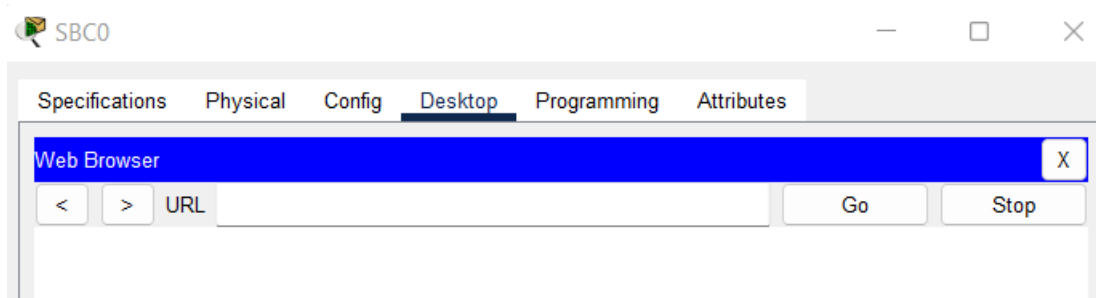 SBC0
Specifications Physical Config Desktop Programming Attributes
Web Browser X
< > URL Go Stop